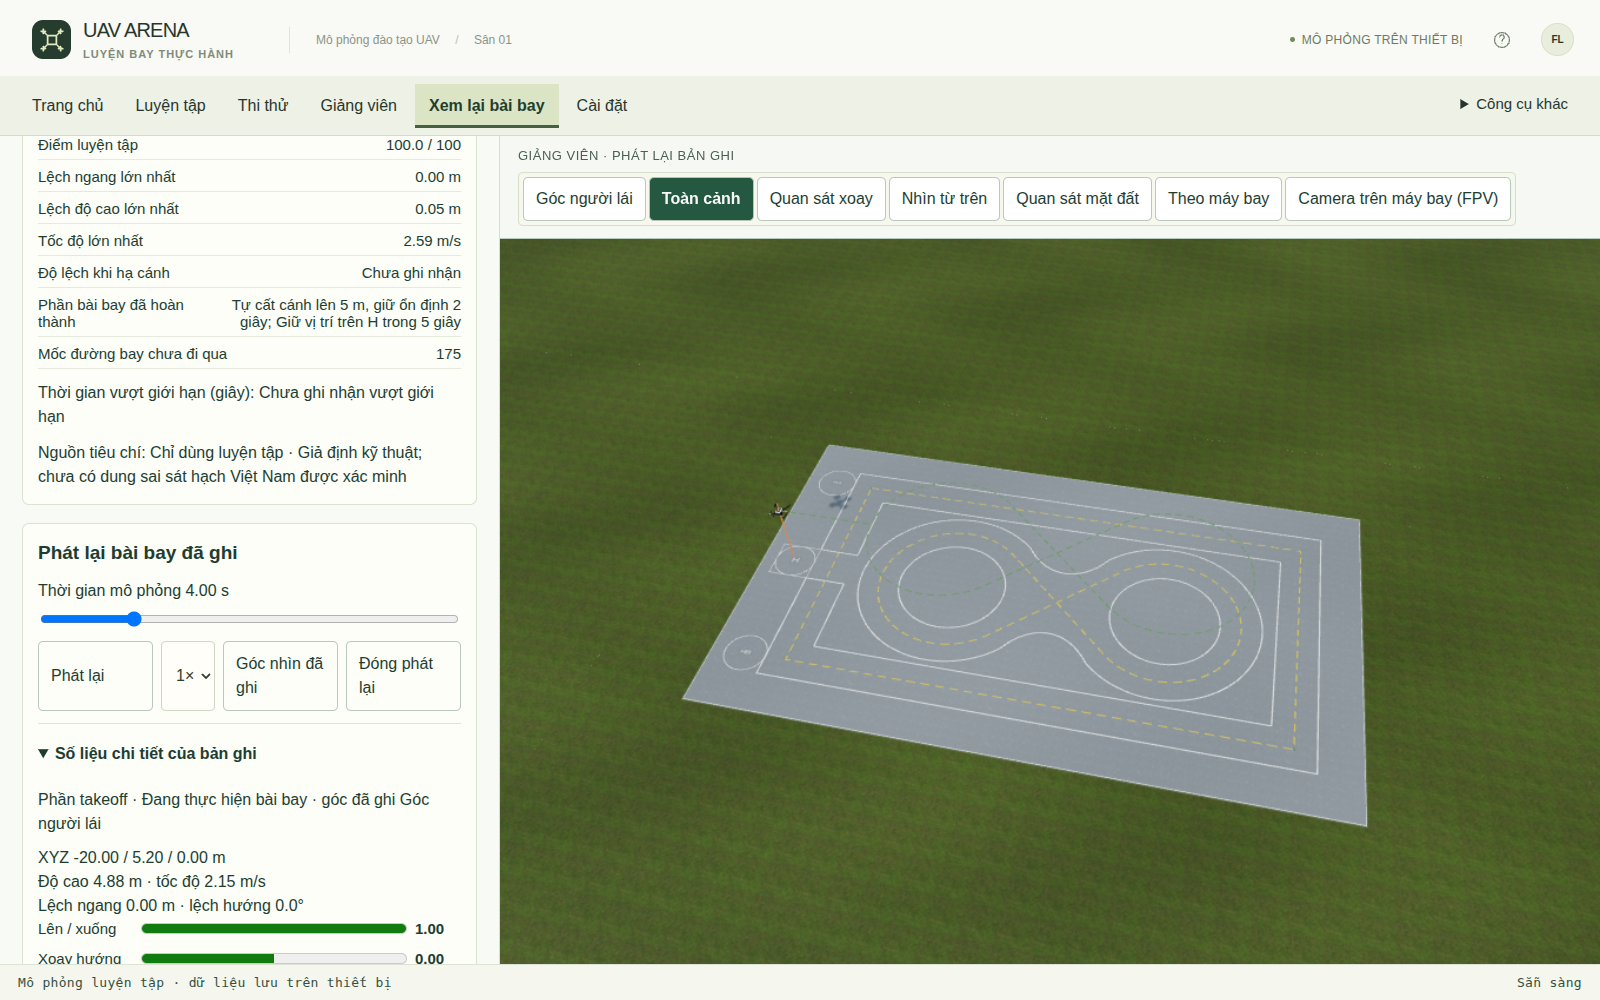 UAV ARENA
LUYỆN BAY THỰC HÀNH
Mô phỏng đào tạo UAV / Sân 01
MÔ PHỎNG TRÊN THIẾT BỊ
FL
Trang chủ
Luyện tập
Thi thử
Giảng viên
Xem lại bài bay
Cài đặt
Công cụ khác
Điểm luyện tập 100.0 / 100
Lệch ngang lớn nhất 0.00 m
Lệch độ cao lớn nhất 0.05 m
Tốc độ lớn nhất 2.59 m/s
Độ lệch khi hạ cánh Chưa ghi nhận
Phần bài bay đã hoàn thành
Tự cất cánh lên 5 m, giữ ổn định 2
giây; Giữ vị trí trên H trong 5 giây
Mốc đường bay chưa đi qua 175
Thời gian vượt giới hạn (giây): Chưa ghi nhận vượt giới
hạn
Nguồn tiêu chí: Chỉ dùng luyện tập · Giả định kỹ thuật;
chưa có dung sai sát hạch Việt Nam được xác minh
Phát lại bài bay đã ghi
Thời gian mô phỏng 4.00 s
Phát lại
1×
Góc nhìn đã
ghi
Đóng phát
lại
Số liệu chi tiết của bản ghi
Phần takeoff · Đang thực hiện bài bay · góc đã ghi Góc
người lái
XYZ -20.00 / 5.20 / 0.00 m
Độ cao 4.88 m · tốc độ 2.15 m/s
Lệch ngang 0.00 m · lệch hướng 0.0°
Lên / xuống 1.00
Xoay hướng 0.00
GIẢNG VIÊN · PHÁT LẠI BẢN GHI
Góc người lái
Toàn cảnh
Quan sát xoay
Nhìn từ trên
Quan sát mặt đất
Theo máy bay
Camera trên máy bay (FPV)
Mô phỏng luyện tập · dữ liệu lưu trên thiết bị
Sẵn sàng